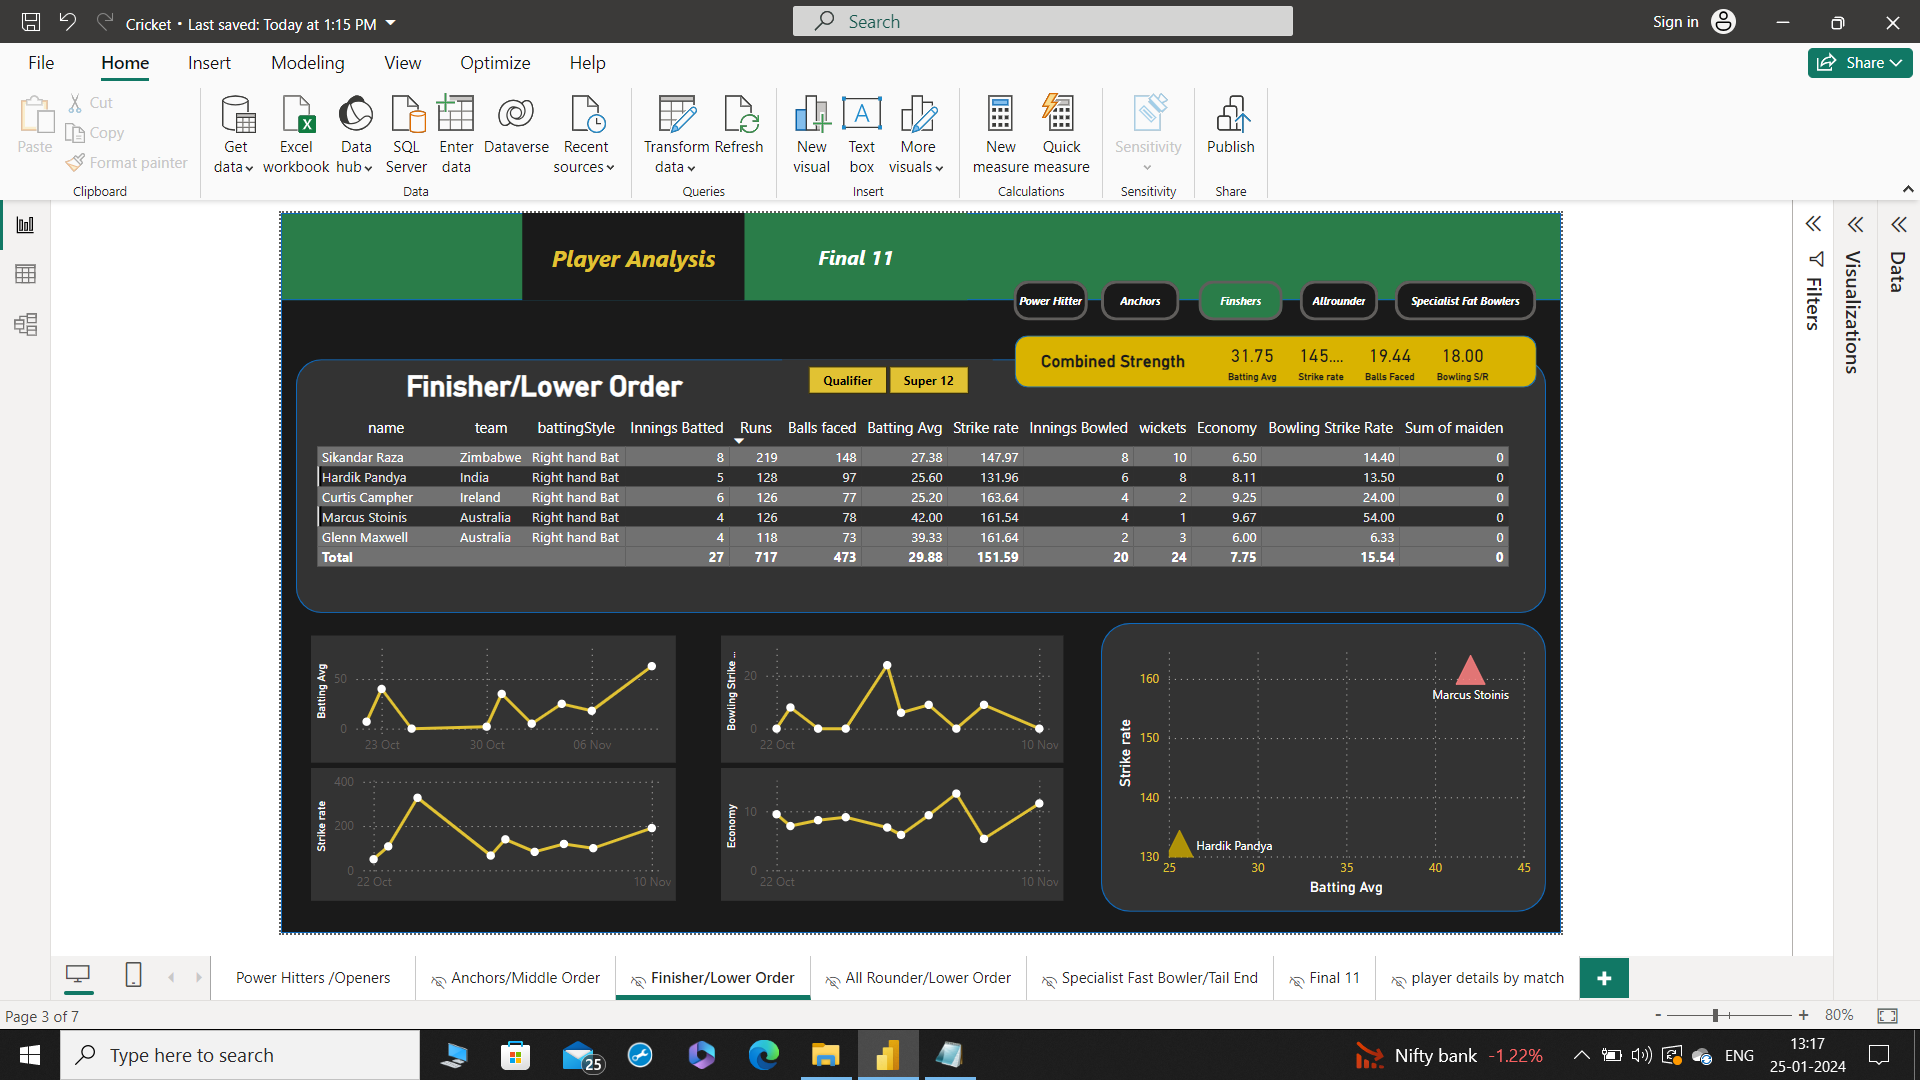 Cricket • Last saved: Today at 1:15 PM
Search
Sign in
File Home Insert Modeling View Optimize Help
Share
Paste
Cut
Copy
Format painter
Clipboard
Get data
Excel workbook
Data hub
SQL Server
Enter data
Dataverse
Recent sources
Data
Transform data
Refresh
Queries
New visual
Text box
More visuals
Insert
New measure
Quick measure
Calculations
Sensitivity
Sensitivity
Publish
Share
Player Analysis
Final 11
Power Hitter
Anchors
Finshers
Allrounder
Specialist Fat Bowlers
Combined Strength
31.75 145.... 19.44 18.00
Batting Avg Strike rate Balls Faced Bowling S/R
Finisher/Lower Order
Qualifier
Super 12
name team battingStyle Innings Batted Runs Balls faced Batting Avg Strike rate Innings Bowled wickets Economy Bowling Strike Rate Sum of maiden
Sikandar Raza Zimbabwe Right hand Bat 8 219 148 27.38 147.97 8 10 6.50 14.40 0
Hardik Pandya India Right hand Bat 5 128 97 25.60 131.96 6 8 8.11 13.50 0
Curtis Campher Ireland Right hand Bat 6 126 77 25.20 163.64 4 2 9.25 24.00 0
Marcus Stoinis Australia Right hand Bat 4 126 78 42.00 161.54 4 1 9.67 54.00 0
Glenn Maxwell Australia Right hand Bat 4 118 73 39.33 161.64 2 3 6.00 6.33 0
Total 27 717 473 29.88 151.59 20 24 7.75 15.54 0
Batting Avg
50
0
23 Oct 30 Oct 06 Nov
Bowling Strike ...
20
0
22 Oct 10 Nov
Strike rate
400
200
0
22 Oct 10 Nov
Economy
10
0
22 Oct 10 Nov
Strike rate
160
150
140
130
Marcus Stoinis
Hardik Pandya
25 30 35 40 45
Batting Avg
Filters
Visualizations
Data
Power Hitters /Openers
Anchors/Middle Order
Finisher/Lower Order
All Rounder/Lower Order
Specialist Fast Bowler/Tail End
Final 11
player details by match
+
Page 3 of 7
- + 80%
Type here to search
25
Nifty bank -1.22%
ENG
13:17
25-01-2024